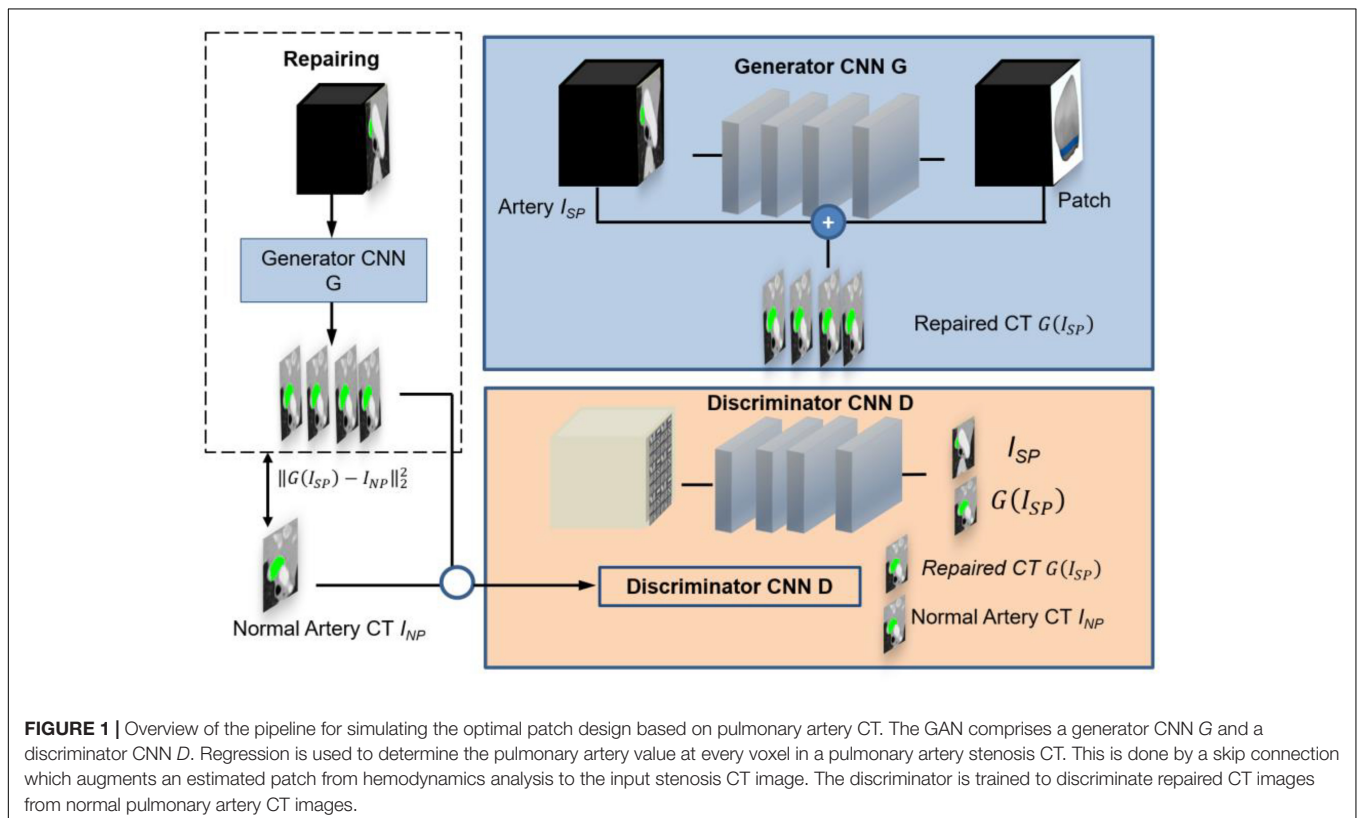 Repairing
Generator CNN
G
‖G(I_SP) − I_NP‖₂²
Normal Artery CT I_NP
Generator CNN G
Artery I_SP
Patch
+
Repaired CT G(I_SP)
Discriminator CNN D
I_SP
G(I_SP)
Discriminator CNN D
Repaired CT G(I_SP)
Normal Artery CT I_NP
FIGURE 1 | Overview of the pipeline for simulating the optimal patch design based on pulmonary artery CT. The GAN comprises a generator CNN G and a
discriminator CNN D. Regression is used to determine the pulmonary artery value at every voxel in a pulmonary artery stenosis CT. This is done by a skip connection
which augments an estimated patch from hemodynamics analysis to the input stenosis CT image. The discriminator is trained to discriminate repaired CT images
from normal pulmonary artery CT images.